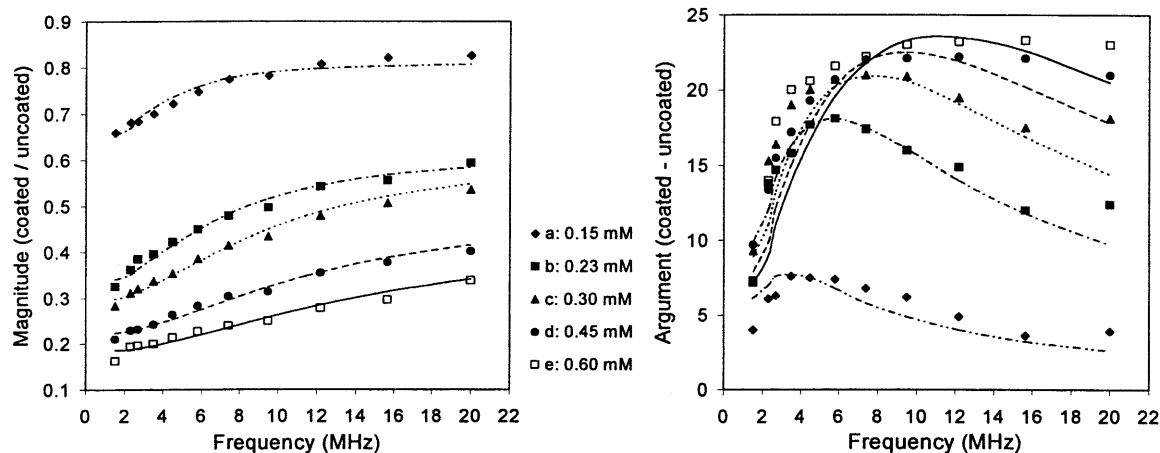 Magnitude (coated / uncoated)
0.9
0.8
0.7
0.6
0.5
0.4
0.3
0.2
0.1
0 2 4 6 8 10 12 14 16 18 20 22
Frequency (MHz)
a: 0.15 mM
b: 0.23 mM
c: 0.30 mM
d: 0.45 mM
e: 0.60 mM
Argument (coated - uncoated)
25
20
15
10
5
0
0 2 4 6 8 10 12 14 16 18 20 22
Frequency (MHz)